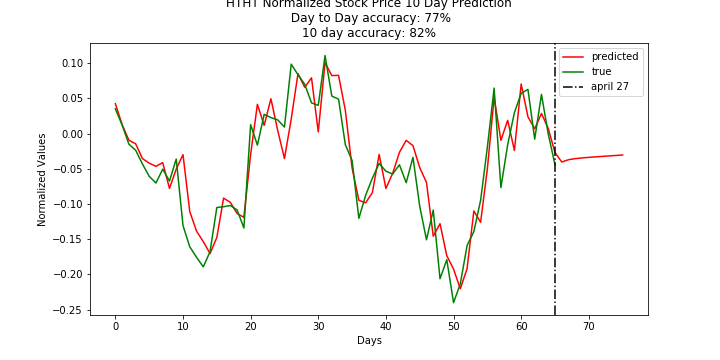 HTHT Normalized Stock Price 10 Day Prediction
Day to Day accuracy: 77%
10 day accuracy: 82%
predicted
true
april 27
Normalized Values
0.10
0.05
0.00
−0.05
−0.10
−0.15
−0.20
−0.25
0 10 20 30 40 50 60 70
Days